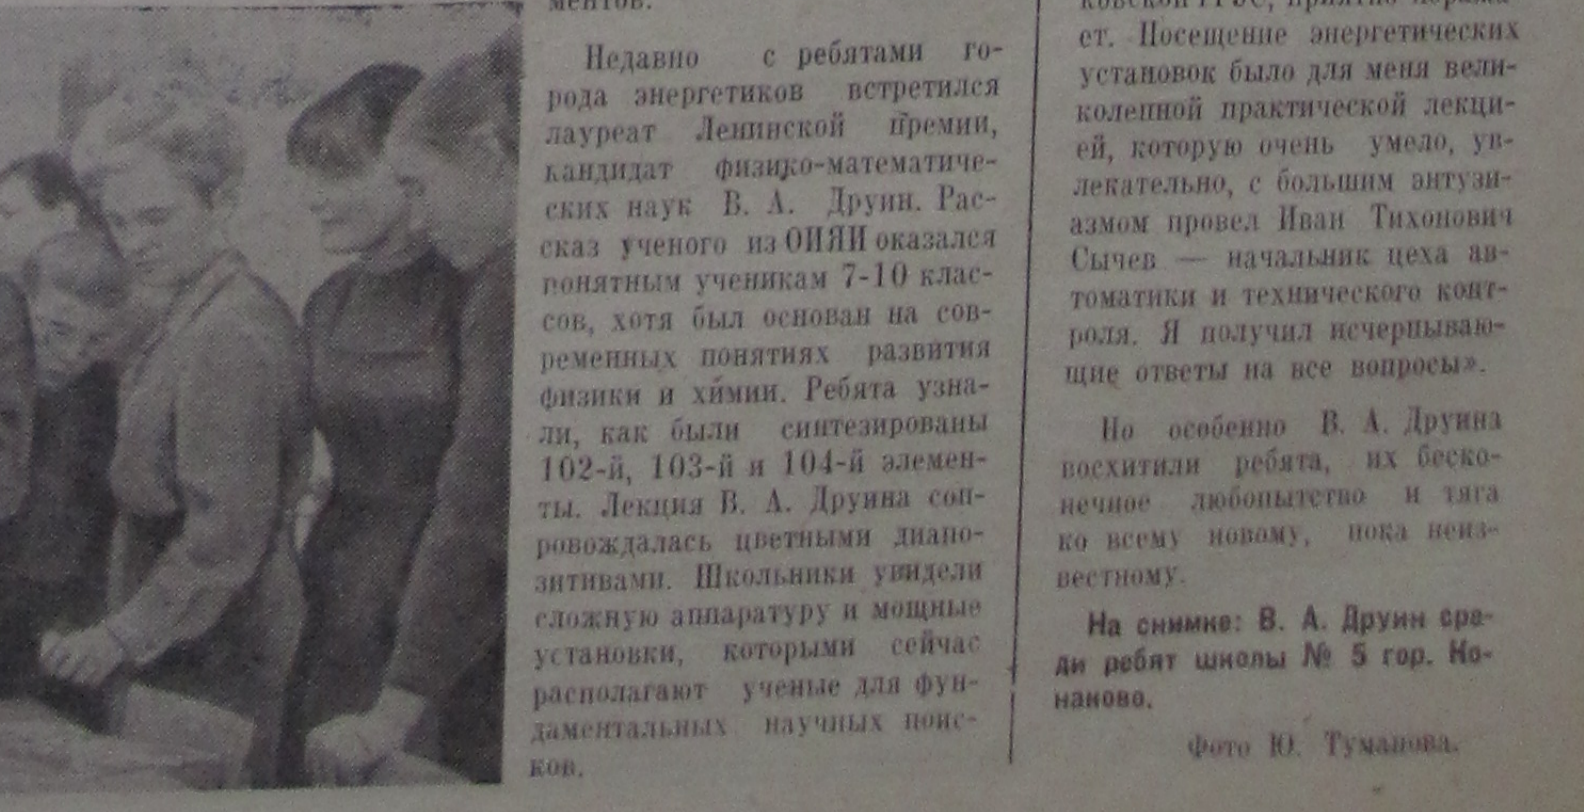 ментов.
Недавно с ребятами го-
рода энергетиков встретился
лауреат Ленинской премии,
кандидат физико-математиче-
ских наук В. А. Друин. Рас-
сказ ученого из ОИЯИ оказался
понятным ученикам 7-10 клас-
сов, хотя был основан на сов-
ременных понятиях развития
физики и химии. Ребята узна-
ли, как были синтезированы
102-й, 103-й и 104-й элемен-
ты. Лекция В. А. Друина соп-
ровождалась цветными диапо-
зитивами. Школьники увидели
сложную аппаратуру и мощные
установки, которыми сейчас
располагают ученые для фун-
даментальных научных поис-
ков.
ковской ГРЭС, приятно поража-
ет. Посещение энергетических
установок было для меня вели-
колепной практической лекци-
ей, которую очень умело, ув-
лекательно, с большим энтузи-
азмом провел Иван Тихонович
Сычев — начальник цеха ав-
томатики и технического конт-
роля. Я получил исчерпываю-
щие ответы на все вопросы».
Но особенно В. А. Друина
восхитили ребята, их беско-
нечное любопытство и тяга
ко всему новому, пока неиз-
вестному.
На снимке: В. А. Друин сре-
ди ребят школы № 5 гор. Ко-
наково.
Фото Ю. Туманова.